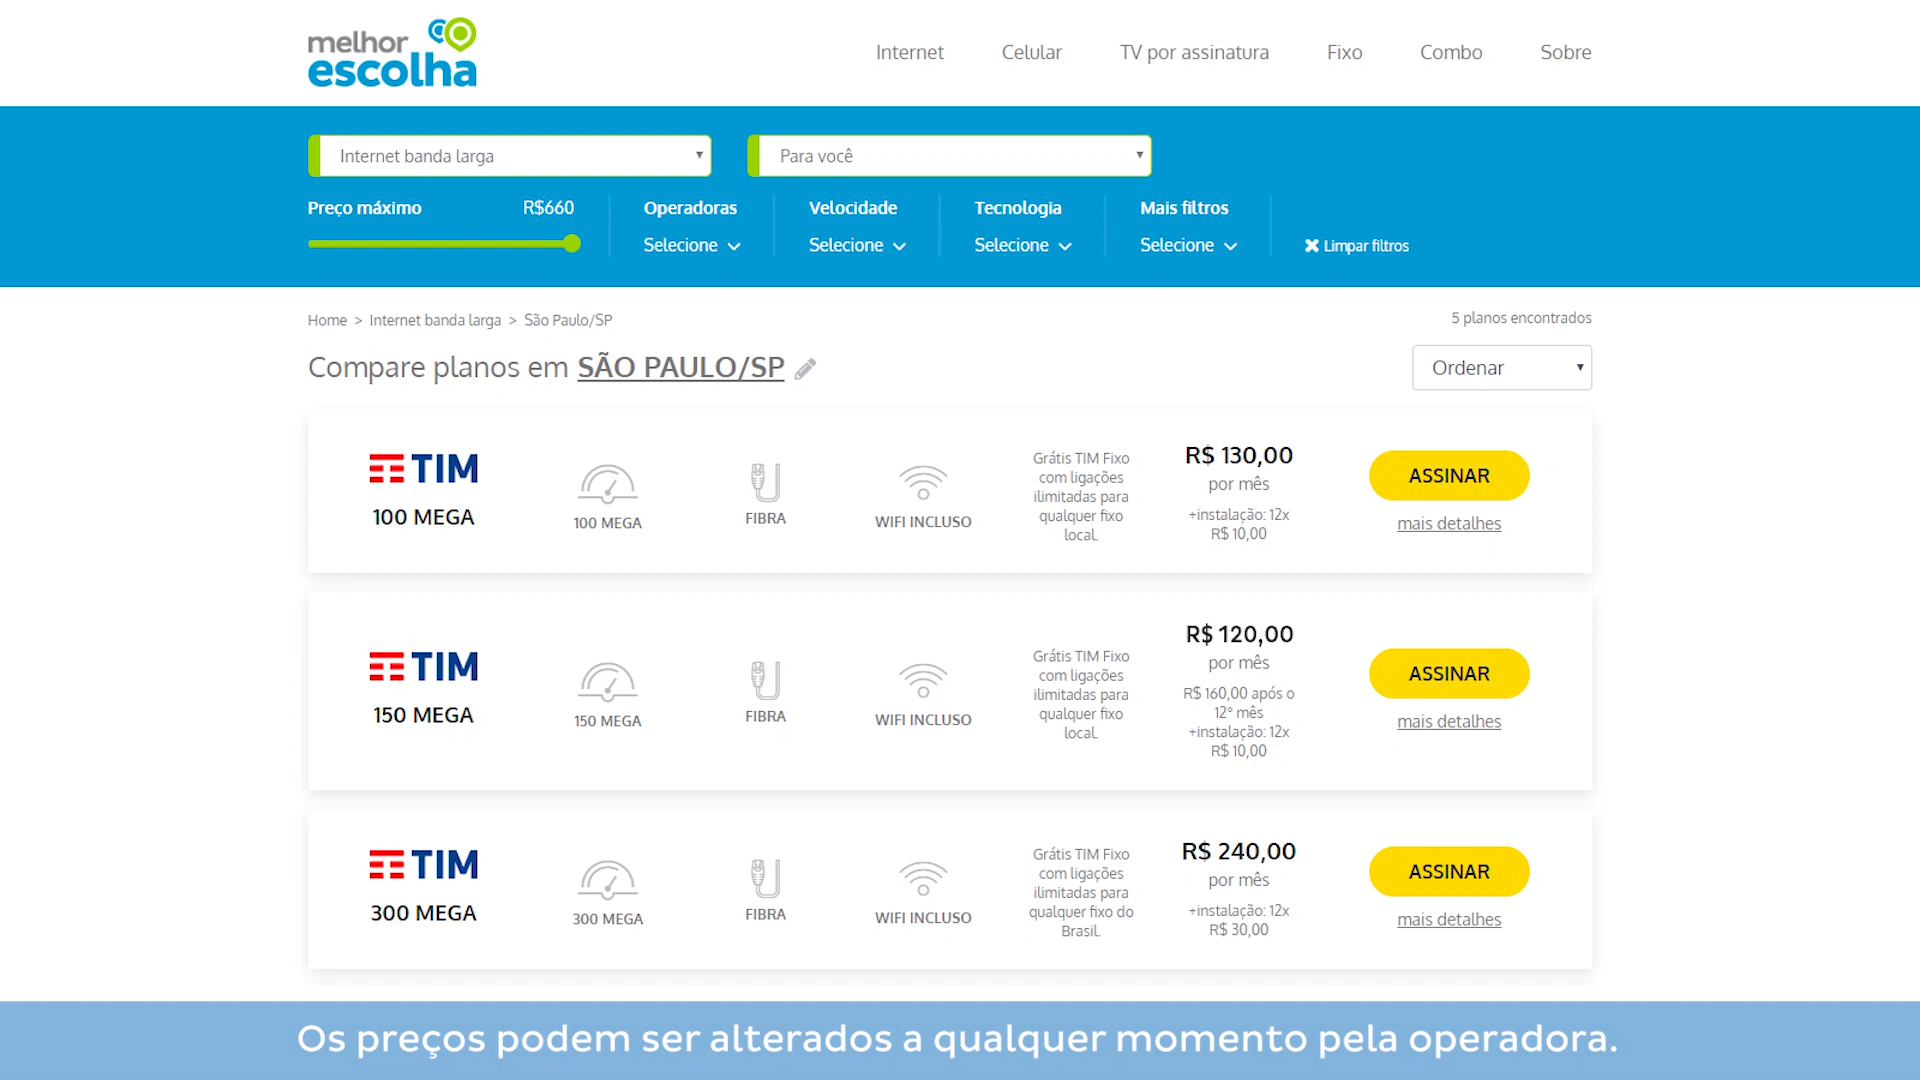 melhor
escolha
Internet Celular TV por assinatura Fixo Combo Sobre
Internet banda larga Para você
Preço máximo R$660 Operadoras Velocidade Tecnologia Mais filtros
Selecione Selecione Selecione Selecione Limpar filtros
Home > Internet banda larga > São Paulo/SP
5 planos encontrados
Compare planos em SÃO PAULO/SP
Ordenar
TIM
100 MEGA
100 MEGA
FIBRA
WIFI INCLUSO
Grátis TIM Fixo
com ligações
ilimitadas para
qualquer fixo
local.
R$ 130,00
por mês
+instalação: 12x
R$ 10,00
ASSINAR
mais detalhes
TIM
150 MEGA
150 MEGA
FIBRA
WIFI INCLUSO
Grátis TIM Fixo
com ligações
ilimitadas para
qualquer fixo
local.
R$ 120,00
por mês
R$ 160,00 após o
12° mês
+instalação: 12x
R$ 10,00
ASSINAR
mais detalhes
TIM
300 MEGA
300 MEGA
FIBRA
WIFI INCLUSO
Grátis TIM Fixo
com ligações
ilimitadas para
qualquer fixo do
Brasil.
R$ 240,00
por mês
+instalação: 12x
R$ 30,00
ASSINAR
mais detalhes
Os preços podem ser alterados a qualquer momento pela operadora.